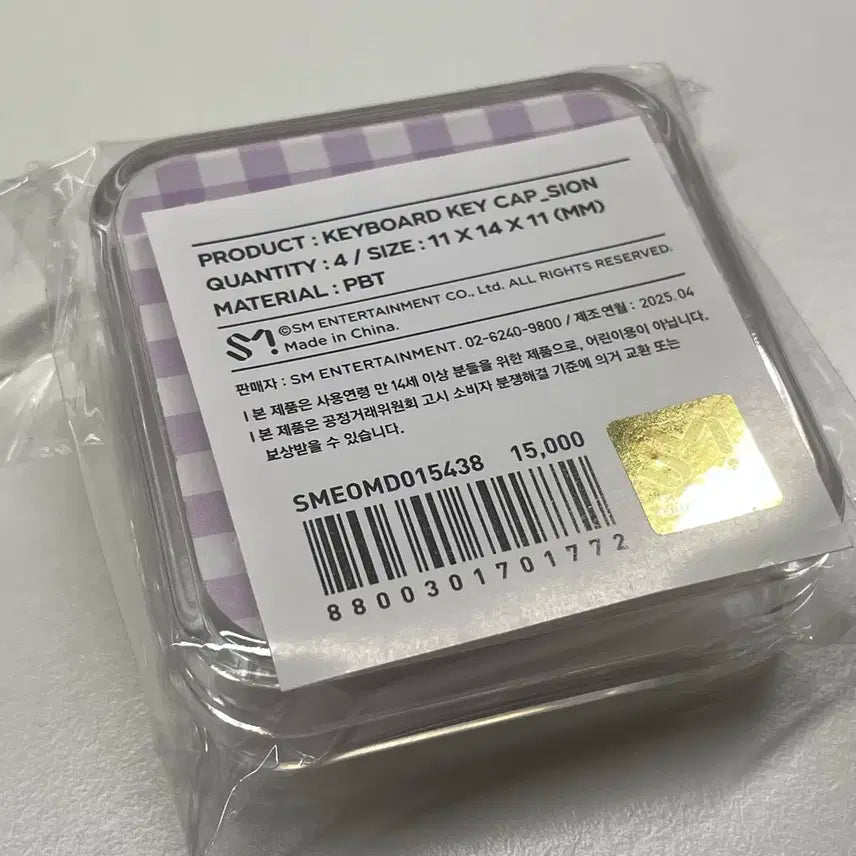 PRODUCT : KEYBOARD KEY CAP_SION
QUANTITY : 4 / SIZE : 11 X 14 X 11 (MM)
MATERIAL : PBT
SM! ©SM ENTERTAINMENT CO., Ltd. ALL RIGHTS RESERVED.
Made in China.
판매자 : SM ENTERTAINMENT. 02-6240-9800 / 제조연월 : 2025.04
I 본 제품은 사용연령 만 14세 이상 분들을 위한 제품으로, 어린이용이 아닙니다.
I 본 제품은 공정거래위원회 고시 소비자 분쟁해결 기준에 의거 교환 또는
보상받을 수 있습니다.
SMEOMD015438 15,000
8800301701772
SM